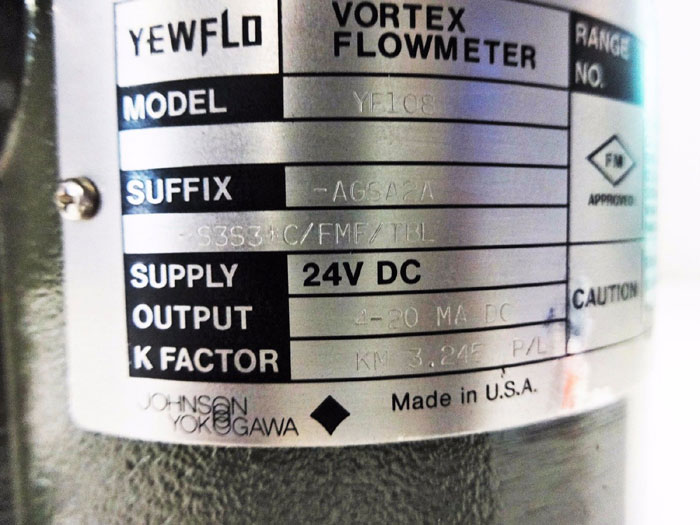 YEWFLO
VORTEX
FLOWMETER
RANGE
NO.
MODEL YF108
SUFFIX -AGSA2A
S3S3*C/FMF/TBL
SUPPLY 24V DC
OUTPUT 4-20 MA DC
K FACTOR KM 3.245 P/L
FM
APPROVED
CAUTION
JOHNSON
YOKOGAWA
Made in U.S.A.